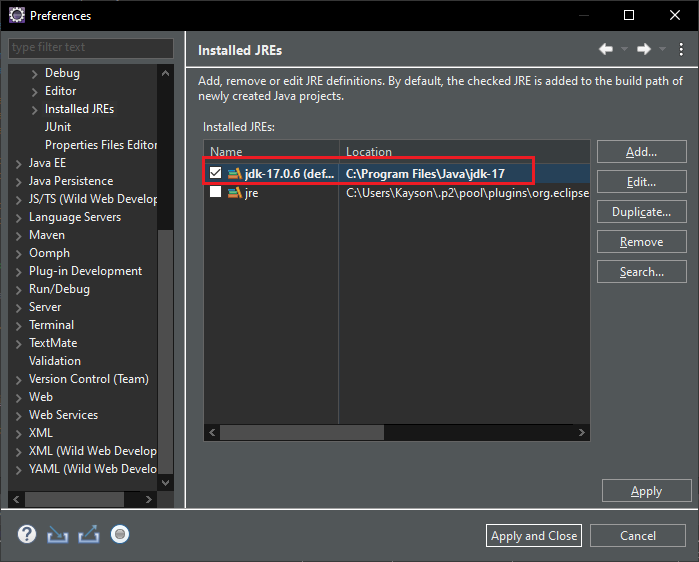 Preferences
type filter text
Debug
Editor
Installed JREs
JUnit
Properties Files Editor
Java EE
Java Persistence
JS/TS (Wild Web Develop
Language Servers
Maven
Oomph
Plug-in Development
Run/Debug
Server
Terminal
TextMate
Validation
Version Control (Team)
Web
Web Services
XML
XML (Wild Web Develop
YAML (Wild Web Develo
Installed JREs
Add, remove or edit JRE definitions. By default, the checked JRE is added to the build path of
newly created Java projects.
Installed JREs:
Name Location
jdk-17.0.6 (def... C:\Program Files\Java\jdk-17
jre C:\Users\Kayson\.p2\pool\plugins\org.eclipse
Add...
Edit...
Duplicate...
Remove
Search...
Apply
Apply and Close
Cancel